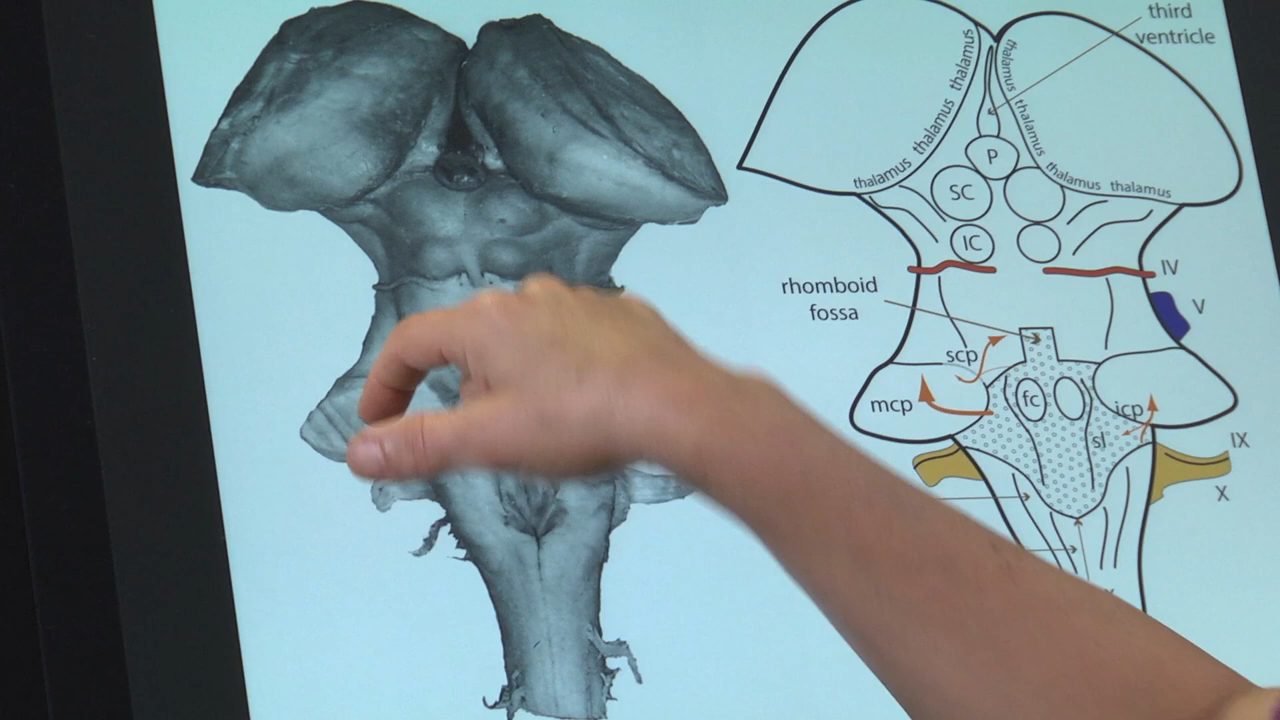 third
ventricle
thalamus thalamus thalamus
thalamus thalamus thalamus thalamus
P
SC
IC
IV
rhomboid
fossa
V
scp
mcp
fc
icp
sl
IX
X